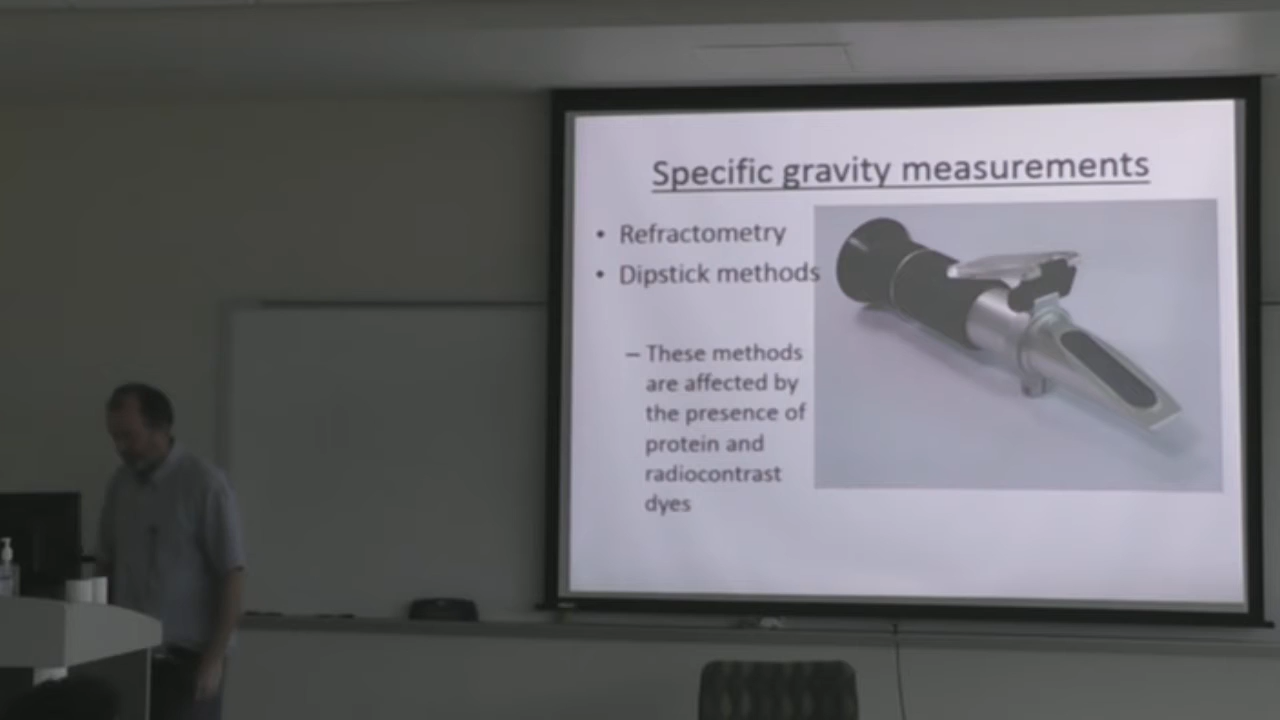 Specific gravity measurements
• Refractometry
• Dipstick methods
– These methods
are affected by
the presence of
protein and
radiocontrast
dyes